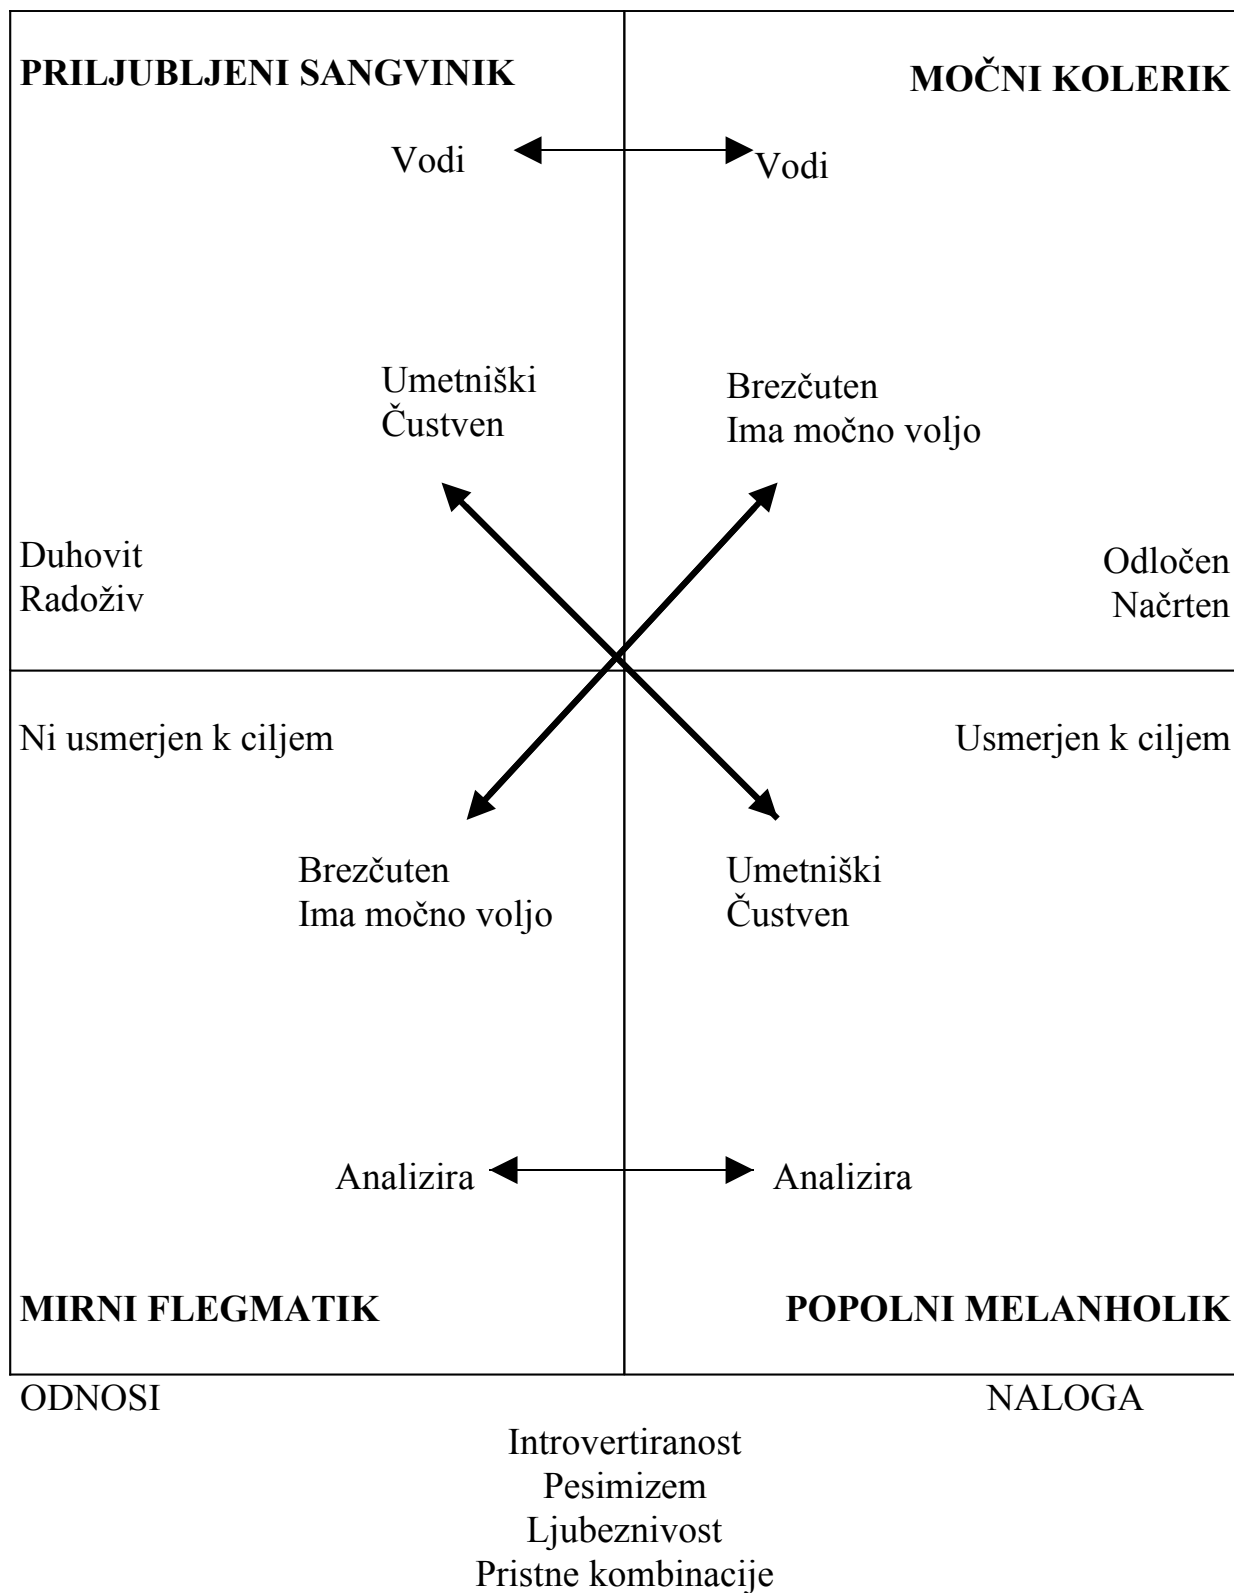 PRILJUBLJENI SANGVINIK
MOČNI KOLERIK
Vodi
Vodi
Umetniški
Čustven
Brezčuten
Ima močno voljo
Duhovit
Radoživ
Odločen
Načrten
Ni usmerjen k ciljem
Usmerjen k ciljem
Brezčuten
Ima močno voljo
Umetniški
Čustven
Analizira
Analizira
MIRNI FLEGMATIK
POPOLNI MELANHOLIK
ODNOSI
NALOGA
Introvertiranost
Pesimizem
Ljubeznivost
Pristne kombinacije